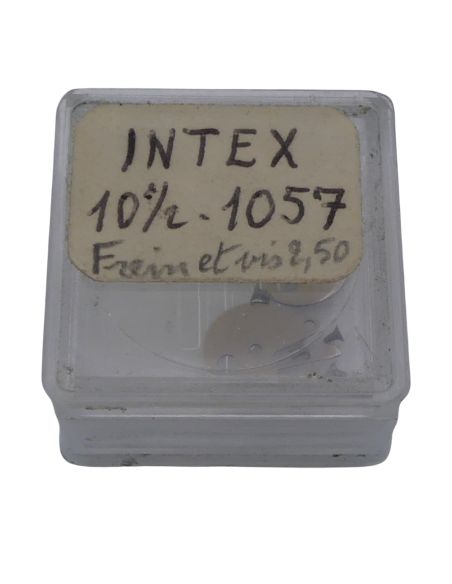 INTEX
10½ - 1057
Frein et vis 2,50